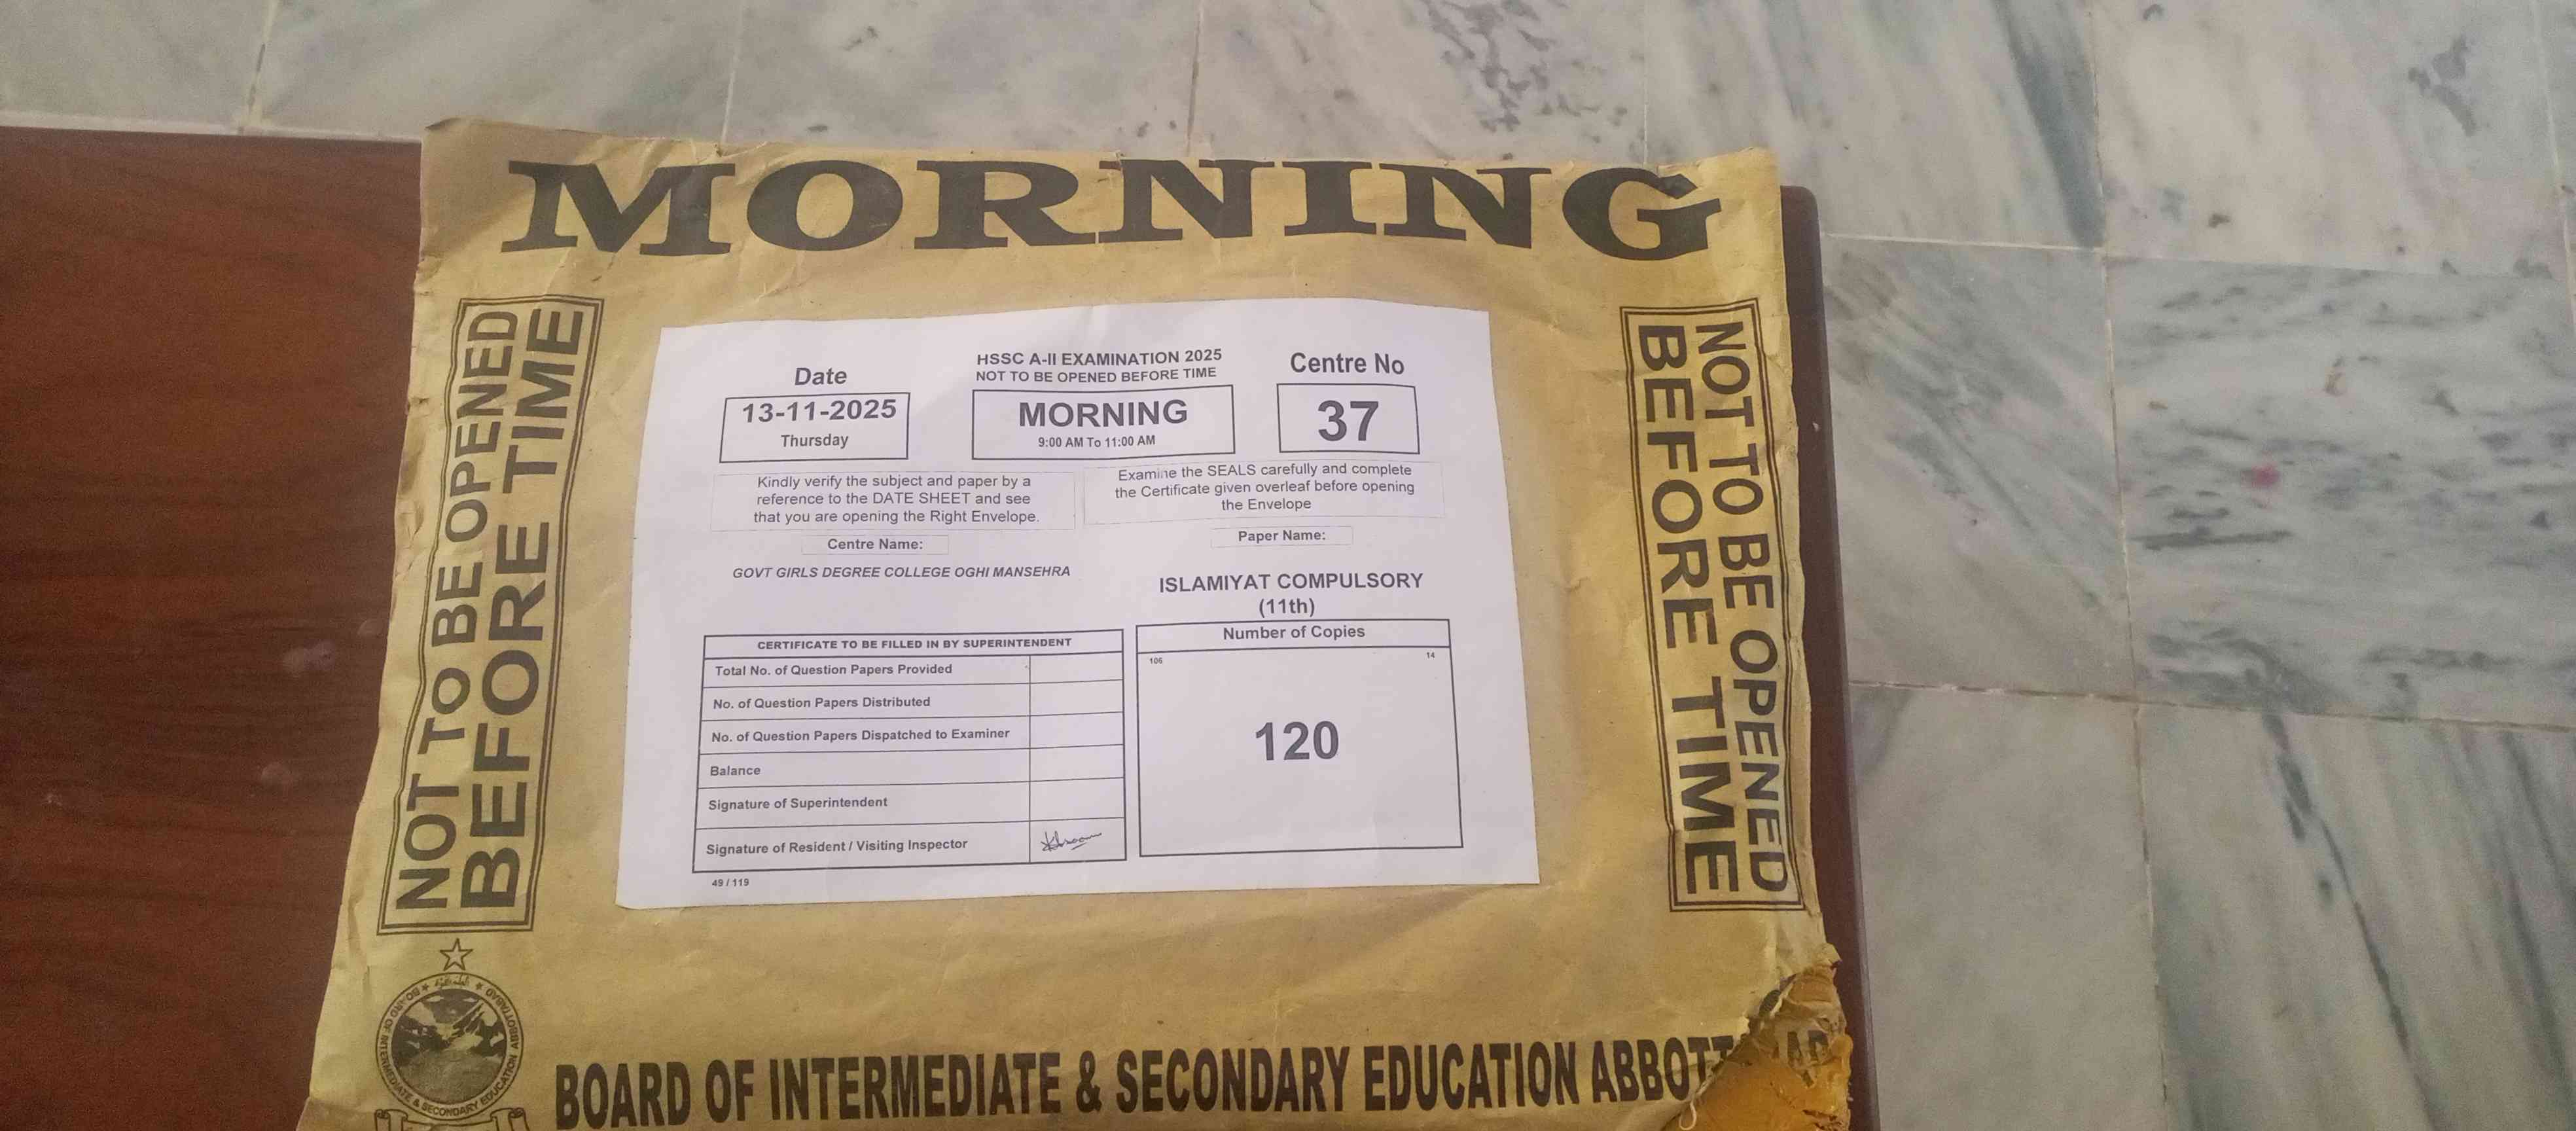 MORNING
NOT TO BE OPENED
BEFORE TIME
Date
13-11-2025
Thursday
HSSC A-II EXAMINATION 2025
NOT TO BE OPENED BEFORE TIME
MORNING
9:00 AM To 11:00 AM
Centre No
37
Kindly verify the subject and paper by a
reference to the DATE SHEET and see
that you are opening the Right Envelope.
Examine the SEALS carefully and complete
the Certificate given overleaf before opening
the Envelope
Centre Name:
GOVT GIRLS DEGREE COLLEGE OGHI MANSEHRA
Paper Name:
ISLAMIYAT COMPULSORY
(11th)
CERTIFICATE TO BE FILLED IN BY SUPERINTENDENT
Total No. of Question Papers Provided
No. of Question Papers Distributed
No. of Question Papers Dispatched to Examiner
Balance
Signature of Superintendent
Signature of Resident / Visiting Inspector
49 / 119
Number of Copies
106 14
120
NOT TO BE OPENED
BEFORE TIME
BOARD OF INTERMEDIATE & SECONDARY EDUCATION ABBOTTABAD
BOARD OF INTERMEDIATE & SECONDARY EDUCATION